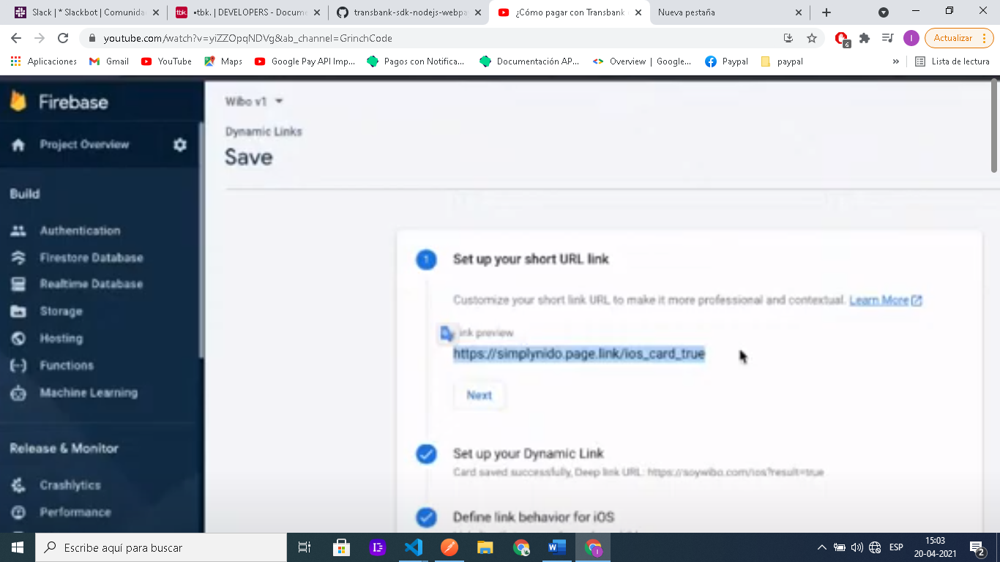 Slack | * Slackbot | Comunida
•tbk. | DEVELOPERS - Docume
transbank-sdk-nodejs-webpa
¿Cómo pagar con Transbank
Nueva pestaña
youtube.com/watch?v=yiZZOpqNDVg&ab_channel=GrinchCode
6
I
Actualizar
Aplicaciones
Gmail
YouTube
Maps
Google Pay API Imp...
Pagar con Notifica...
Documentación AP...
Overview | Google...
Paypal
paypal
»
Lista de lectura
Firebase
Wibo v1
Dynamic Links
Project Overview
Save
Build
Authentication
Firestore Database
Realtime Database
Storage
Hosting
Functions
Machine Learning
Release & Monitor
Crashlytics
Performance
1
Set up your short URL link
Customize your short link URL to make it more professional and contextual. Learn More
ink preview
https://simplynido.page.link/ios_card_true
Next
Set up your Dynamic Link
Card saved successfully, Deep link URL: https://soywibo.com/ios?result=true
Define link behavior for iOS
Escribe aquí para buscar
ESP
15:03
20-04-2021
2